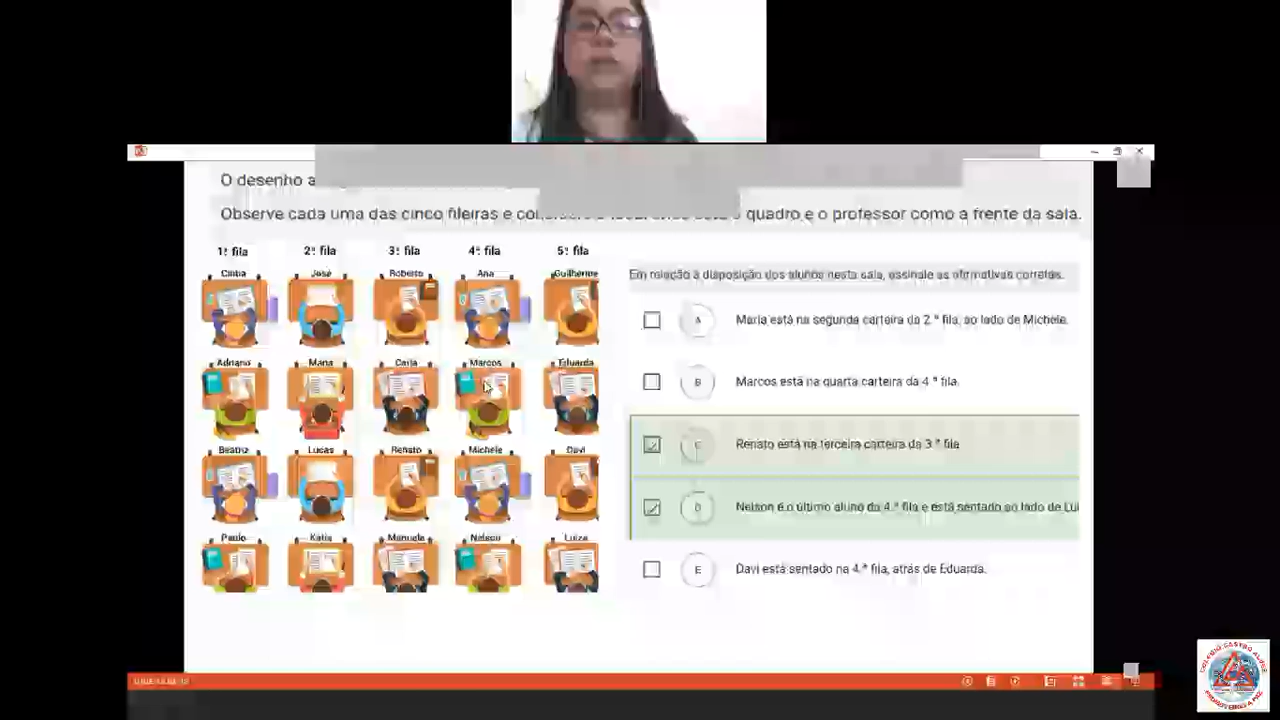 O desenho a
Observe cada uma das cinco fileiras e quadro e o professor como a frente da sala.
1ª fila 2ª fila 3ª fila 4ª fila 5ª fila
Cíntia José Roberto Ana Guilherme
Em relação à disposição dos alunos nesta sala, assinale as afirmativas corretas.
A Maria está na segunda carteira da 2.ª fila, ao lado de Michele.
Adriano Maria Carla Marcos Eduarda
B Marcos está na quarta carteira da 4.ª fila.
Beatriz Lucas Renato Michele Davi
C Renato está na terceira carteira da 3.ª fila
D Nelson é o último aluno da 4.ª fila e está sentado ao lado de Lui
Paulo Kátia Manuela Nelson Luiza
E Davi está sentado na 4.ª fila, atrás de Eduarda.
COLÉGIO CASTRO ALVES